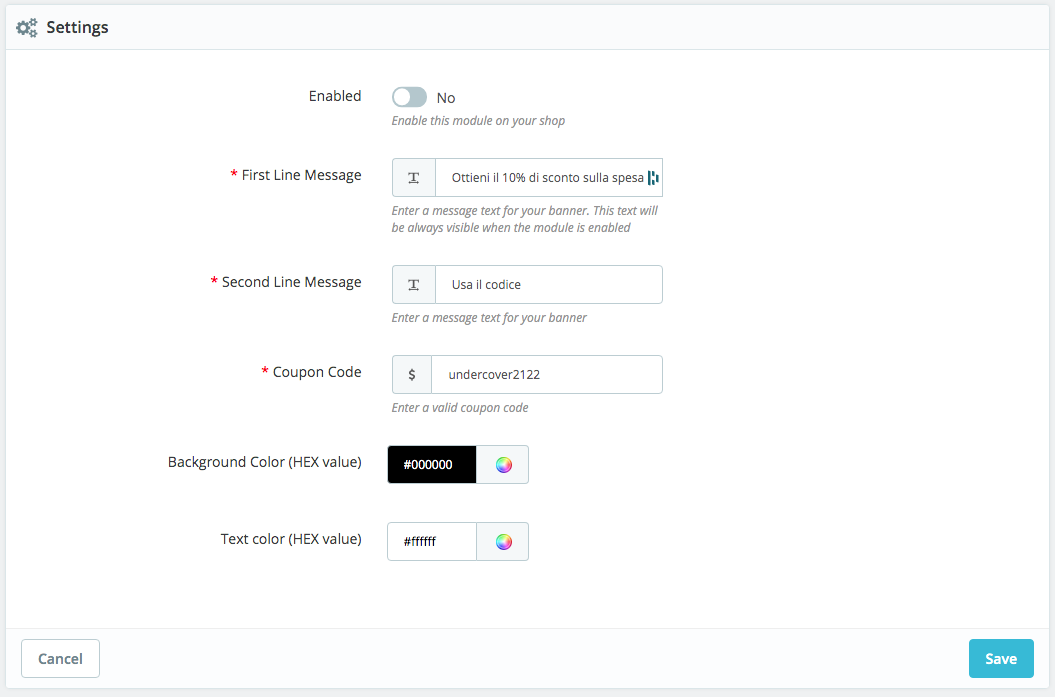 Settings
Enabled
No
Enable this module on your shop
* First Line Message
Ottieni il 10% di sconto sulla spesa
Enter a message text for your banner. This text will
be always visible when the module is enabled
* Second Line Message
Usa il codice
Enter a message text for your banner
* Coupon Code
$
undercover2122
Enter a valid coupon code
Background Color (HEX value)
#000000
Text color (HEX value)
#ffffff
Cancel
Save